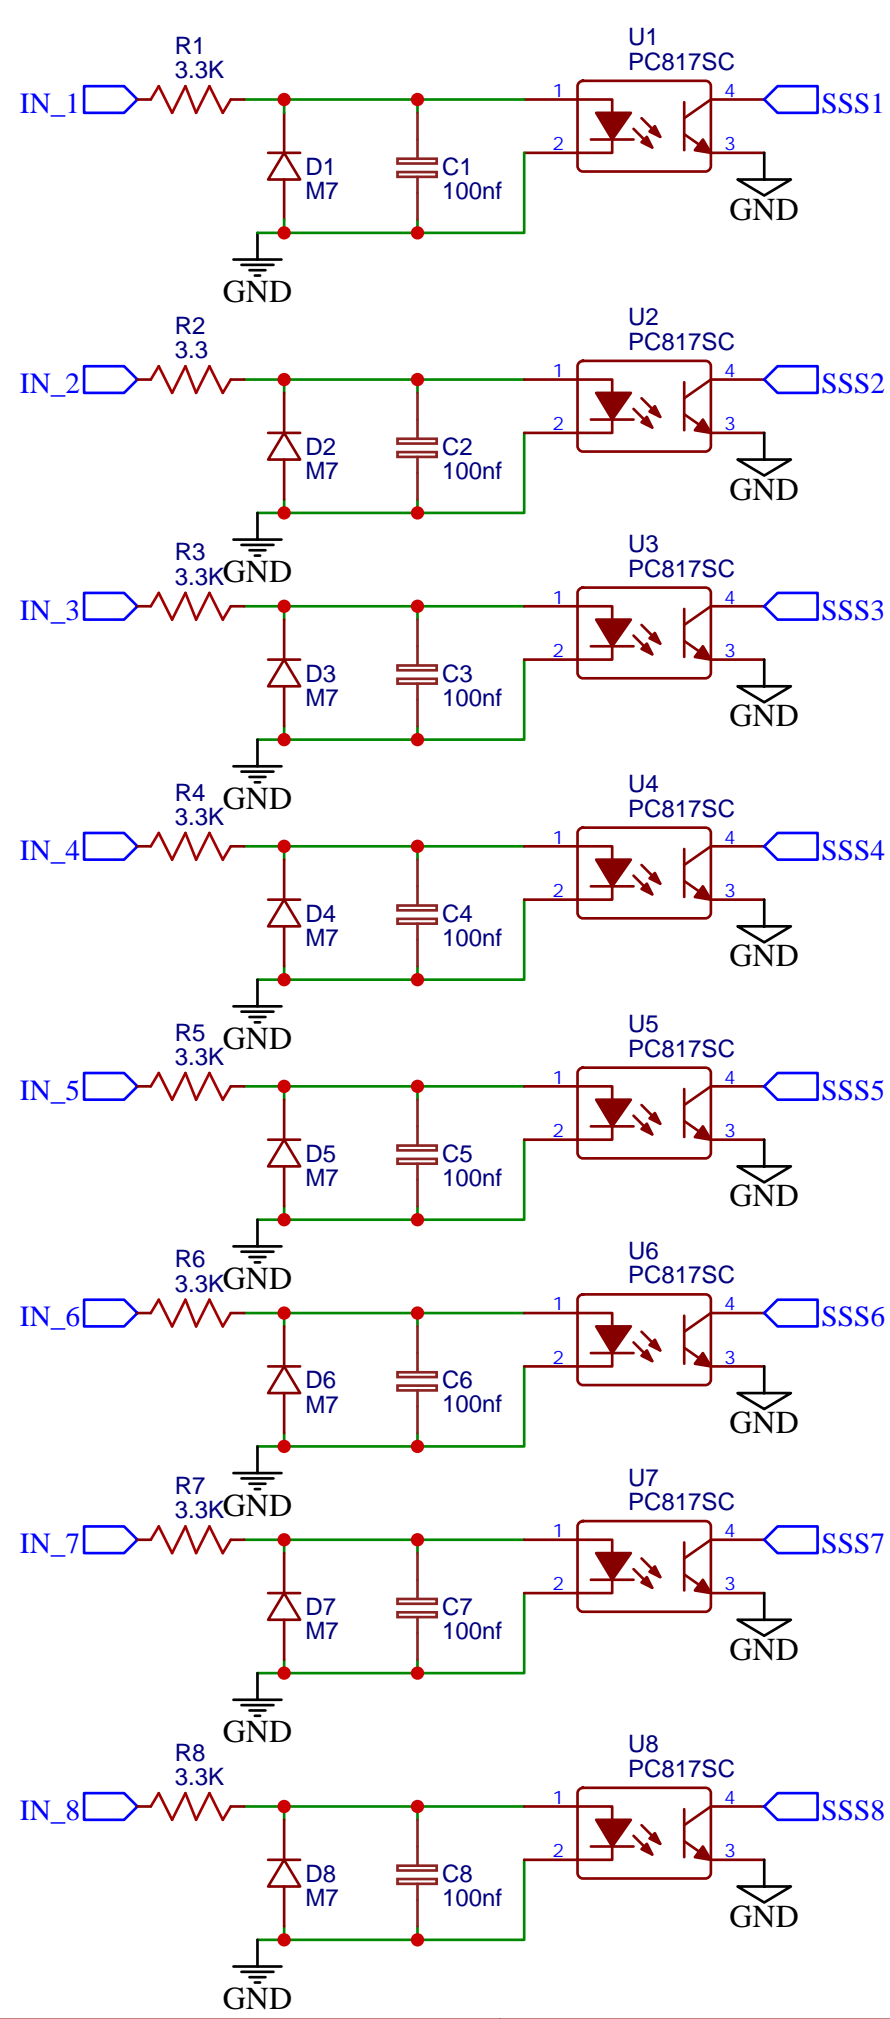 R1
3.3K
U1
PC817SC
IN_1
1
4
SSS1
2
3
D1
M7
C1
100nf
GND
GND
R2
3.3
U2
PC817SC
IN_2
1
4
SSS2
2
3
D2
M7
C2
100nf
GND
GND
R3
3.3K
U3
PC817SC
IN_3
1
4
SSS3
2
3
D3
M7
C3
100nf
GND
GND
R4
3.3K
U4
PC817SC
IN_4
1
4
SSS4
2
3
D4
M7
C4
100nf
GND
GND
R5
3.3K
U5
PC817SC
IN_5
1
4
SSS5
2
3
D5
M7
C5
100nf
GND
GND
R6
3.3K
U6
PC817SC
IN_6
1
4
SSS6
2
3
D6
M7
C6
100nf
GND
GND
R7
3.3K
U7
PC817SC
IN_7
1
4
SSS7
2
3
D7
M7
C7
100nf
GND
GND
R8
3.3K
U8
PC817SC
IN_8
1
4
SSS8
2
3
D8
M7
C8
100nf
GND
GND